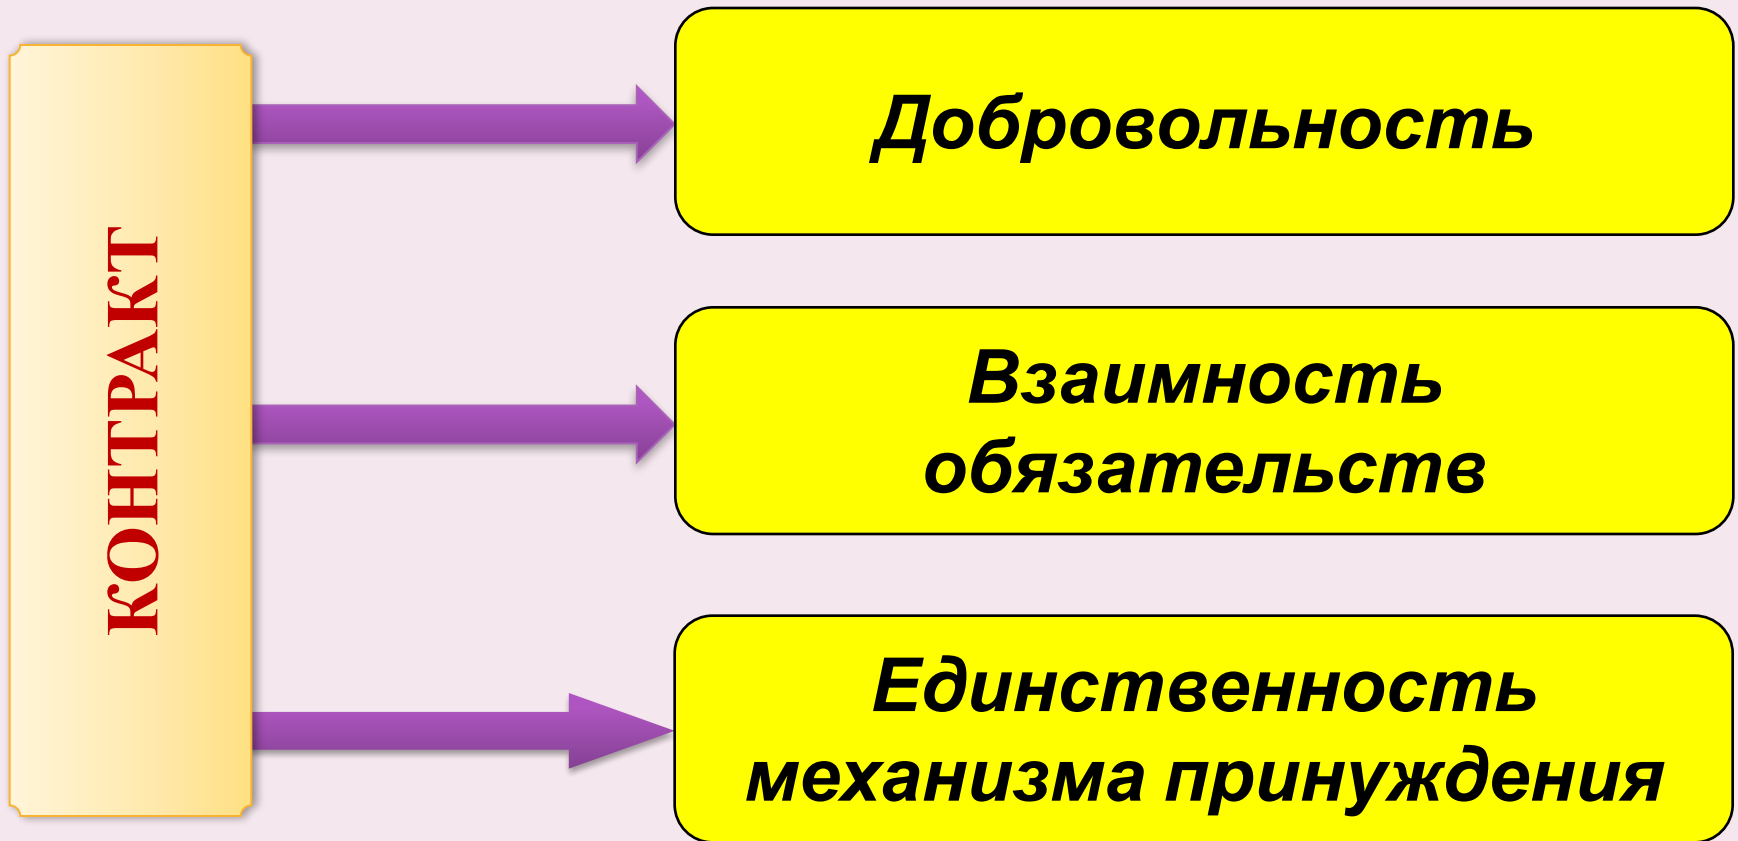 КОНТРАКТ
Добровольность
Взаимность
обязательств
Единственность
механизма принуждения